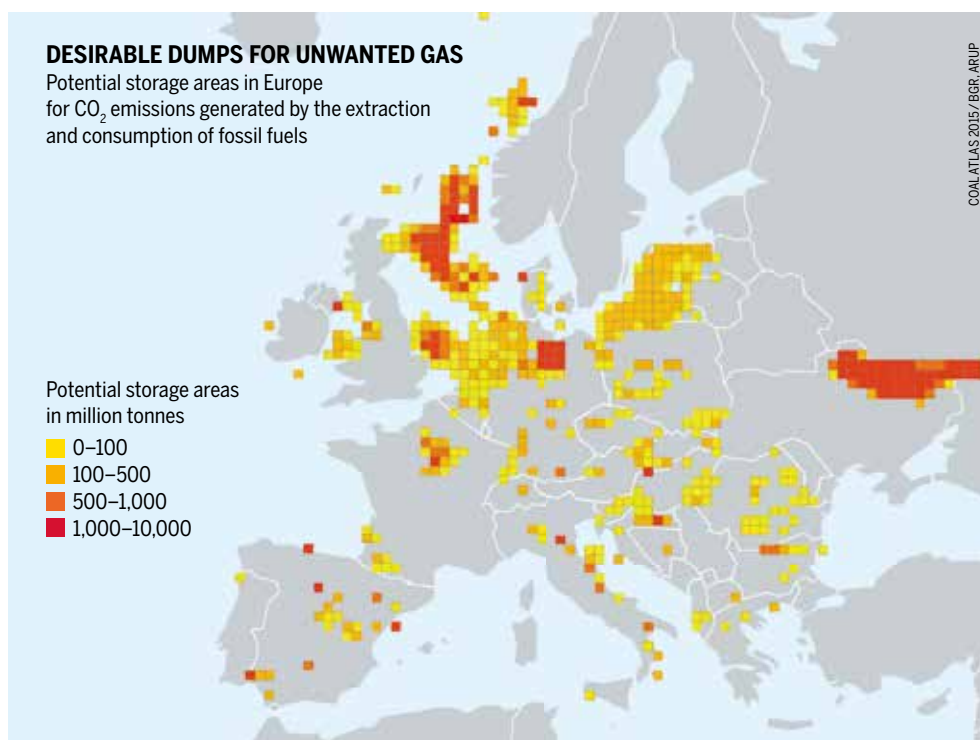 DESIRABLE DUMPS FOR UNWANTED GAS
Potential storage areas in Europe
for CO₂ emissions generated by the extraction
and consumption of fossil fuels
COAL ATLAS 2015 / BGR, ARUP
Potential storage areas
in million tonnes
0–100
100–500
500–1,000
1,000–10,000